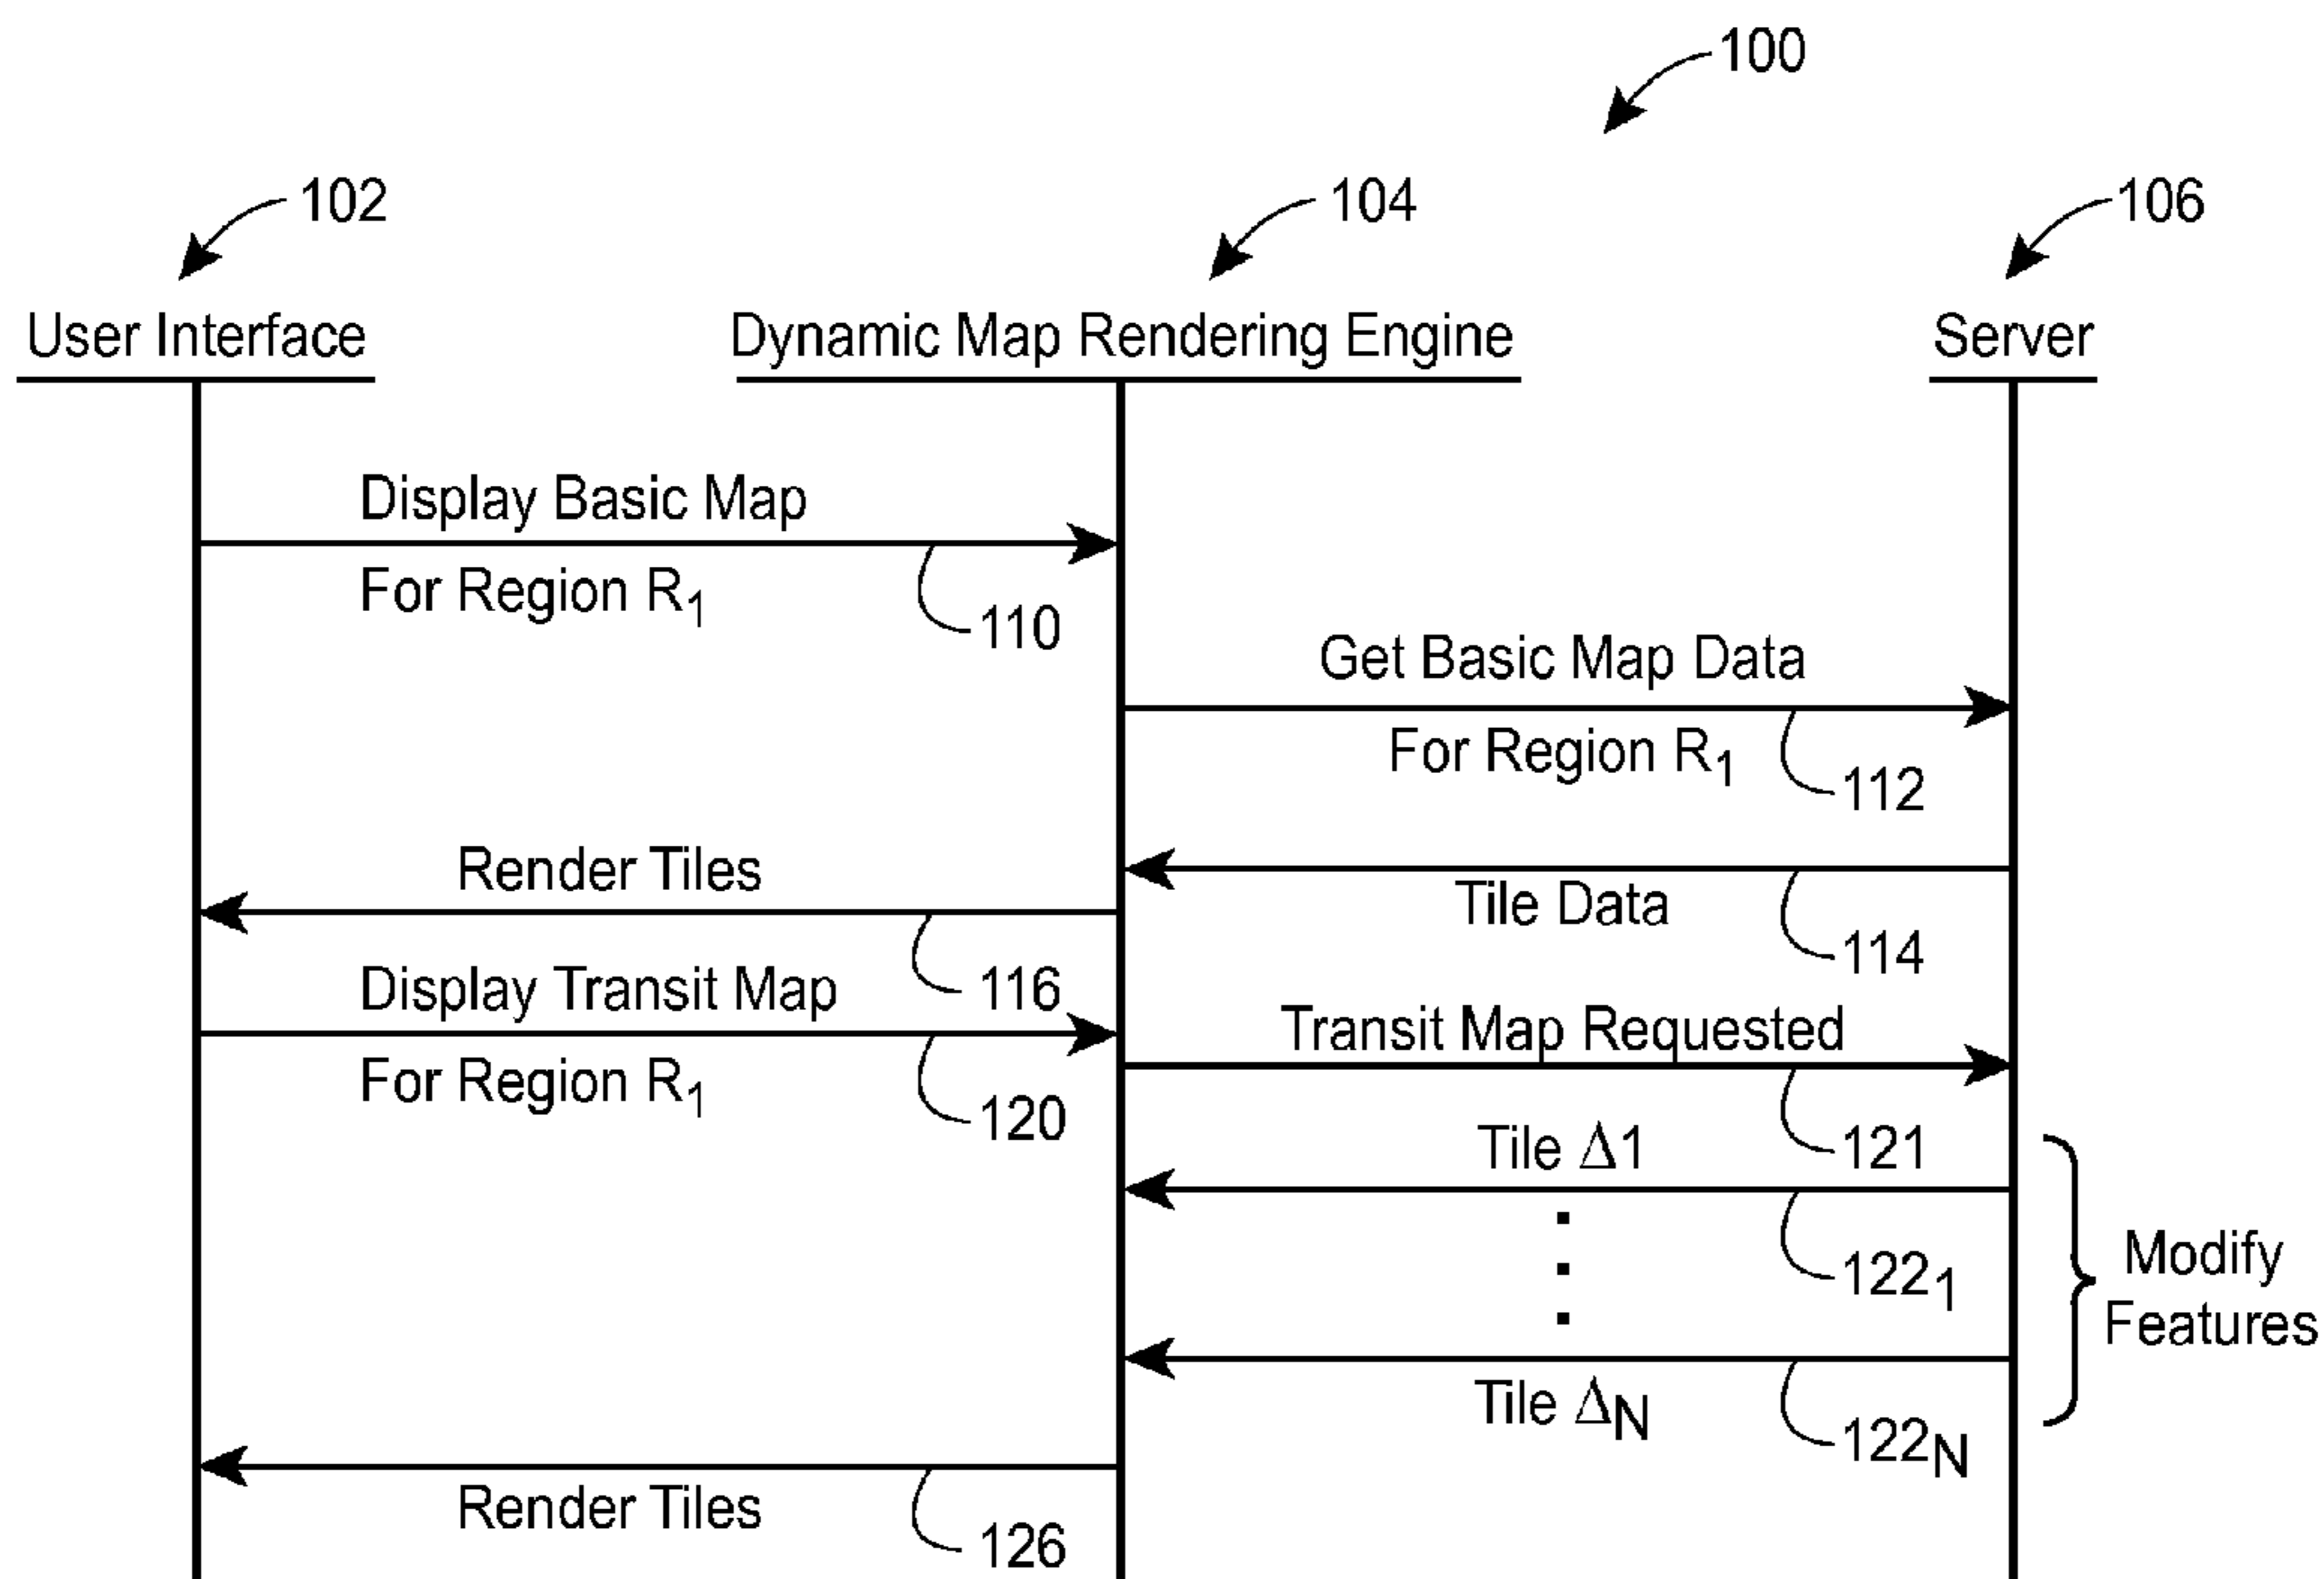 100
102
104
106
User Interface
Dynamic Map Rendering Engine
Server
Display Basic Map
For Region R₁
110
Get Basic Map Data
For Region R₁
112
Render Tiles
116
Tile Data
114
Display Transit Map
For Region R₁
120
Transit Map Requested
121
Tile Δ1
122₁
Modify
Features
Tile Δ_N
122_N
Render Tiles
126